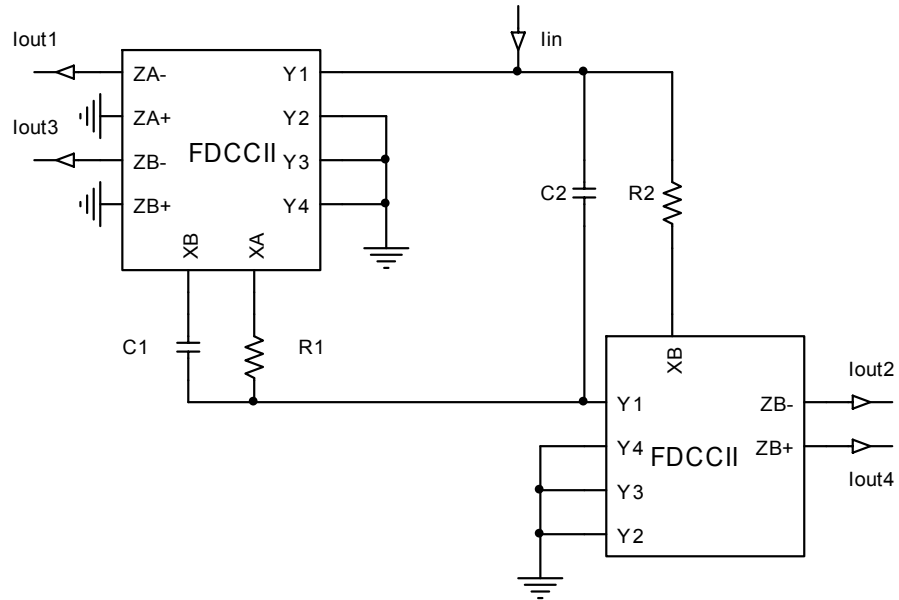 Iout1
Iin
ZA-
Y1
ZA+
Y2
Iout3
FDCCII
ZB-
Y3
ZB+
Y4
C2
R2
XB
XA
C1
R1
XB
Iout2
Y1
ZB-
Y4
FDCCII
ZB+
Iout4
Y3
Y2